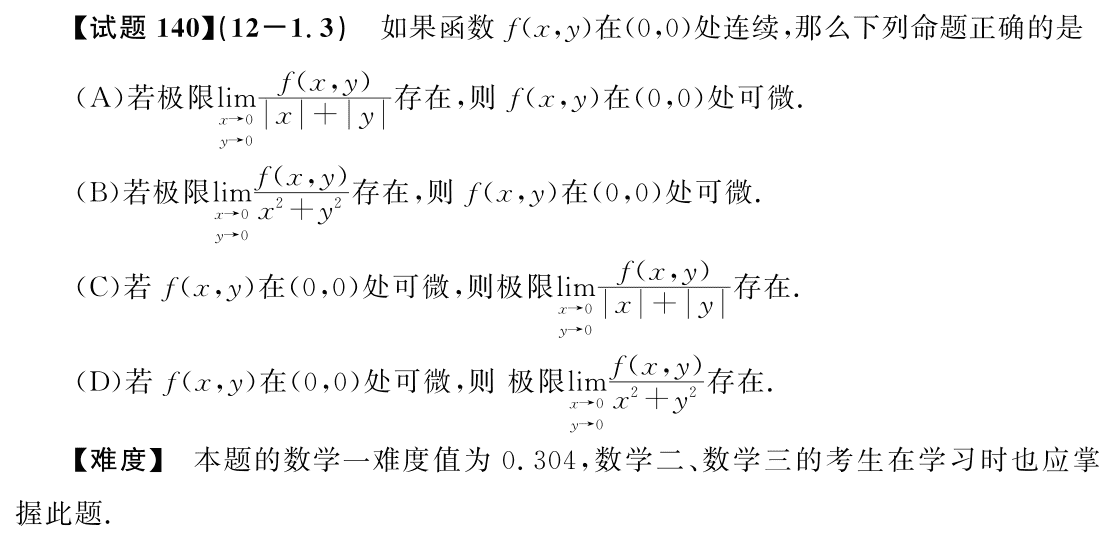 【试题 140】(12－1.3) 如果函数 f(x,y)在(0,0)处连续,那么下列命题正确的是
(A)若极限$\lim\limits_{\substack{x\to 0\\y\to 0}}\frac{f(x,y)}{|x|+|y|}$存在,则 f(x,y)在(0,0)处可微.
(B)若极限$\lim\limits_{\substack{x\to 0\\y\to 0}}\frac{f(x,y)}{x^2+y^2}$存在,则 f(x,y)在(0,0)处可微.
(C)若 f(x,y)在(0,0)处可微,则极限$\lim\limits_{\substack{x\to 0\\y\to 0}}\frac{f(x,y)}{|x|+|y|}$存在.
(D)若 f(x,y)在(0,0)处可微,则 极限$\lim\limits_{\substack{x\to 0\\y\to 0}}\frac{f(x,y)}{x^2+y^2}$存在.
【难度】 本题的数学一难度值为 0.304,数学二、数学三的考生在学习时也应掌
握此题.